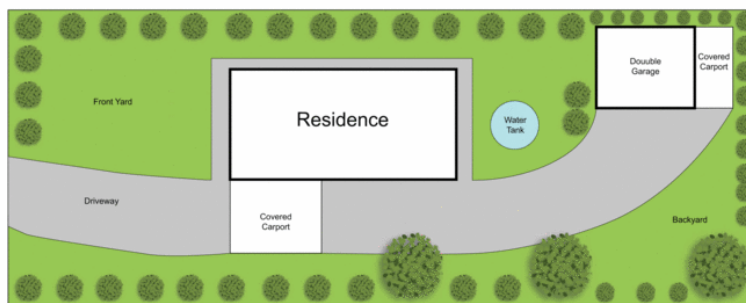 Douuble
Garage
Covered
Carport
Front Yard
Residence
Water
Tank
Driveway
Covered
Carport
Backyard